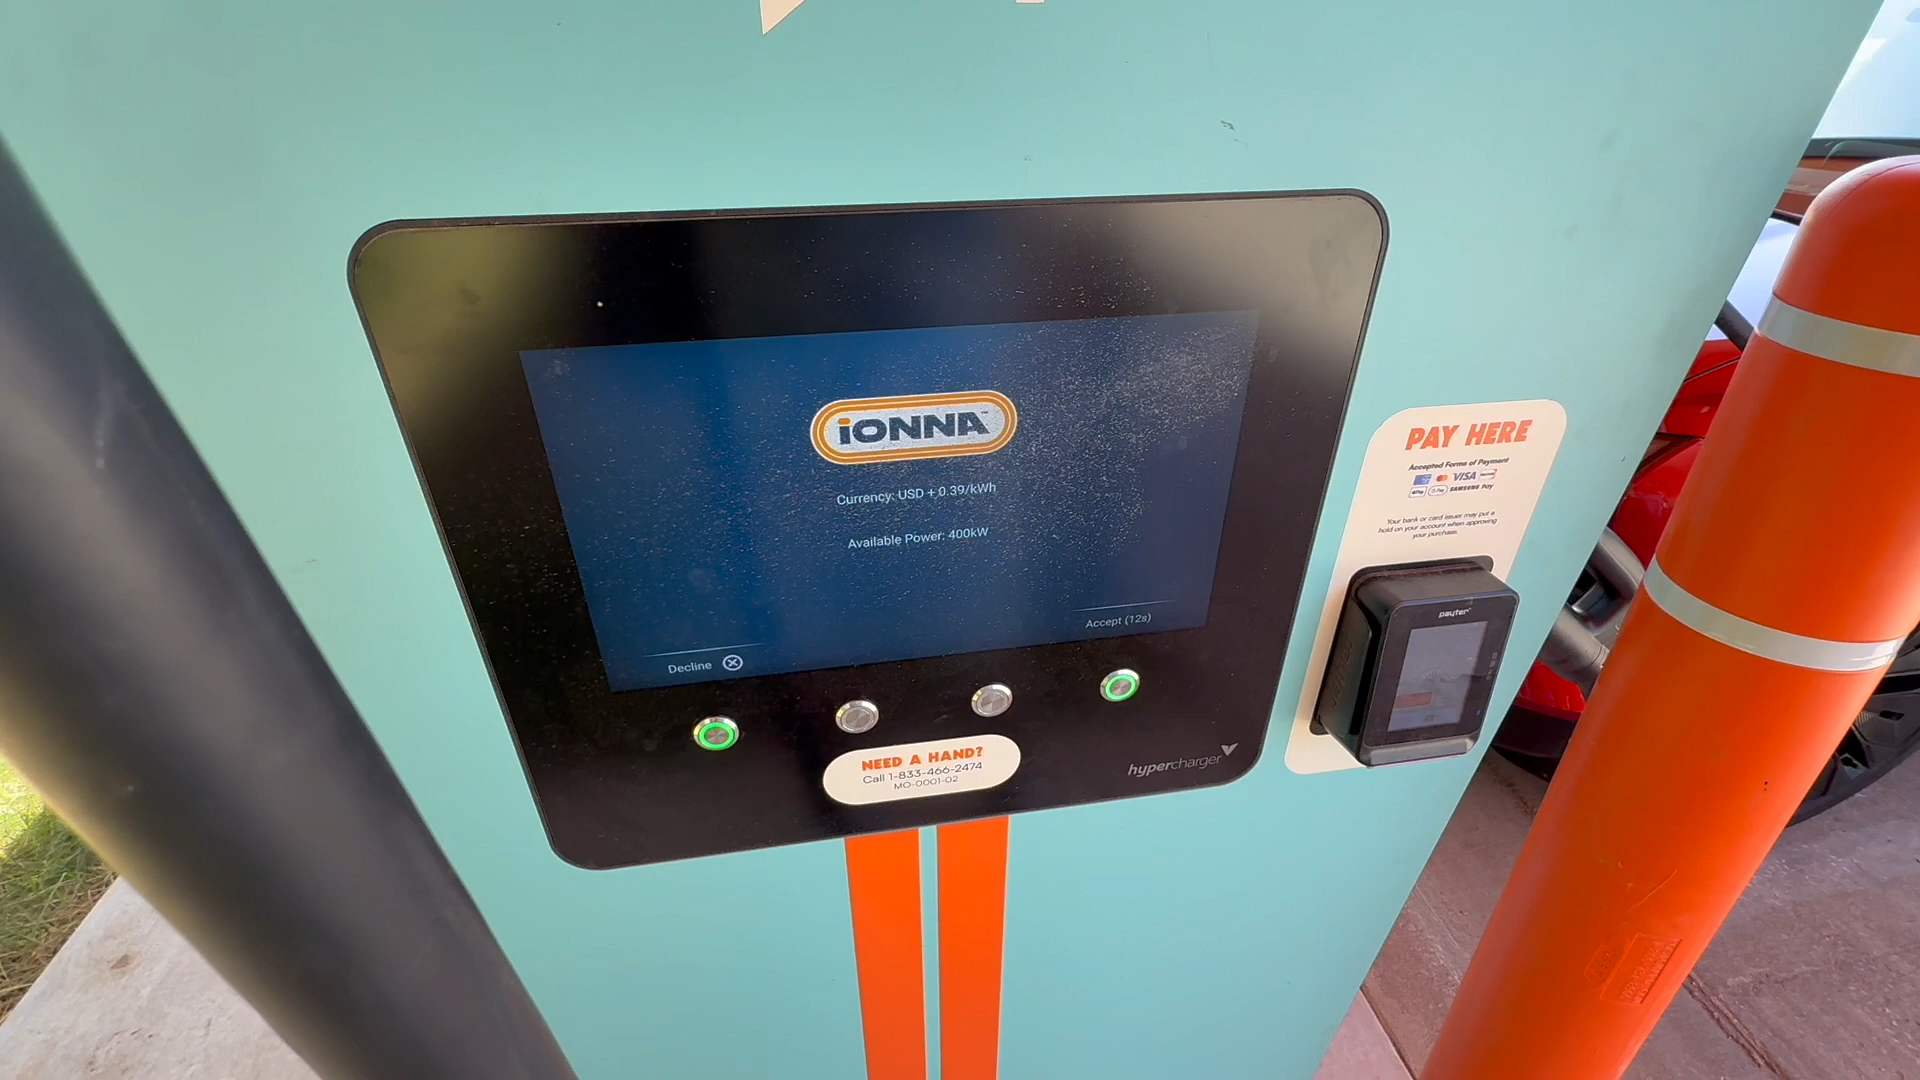 iONNA™
Currency: USD + 0.39/kWh
Available Power: 400kW
Accept (12s)
Decline
NEED A HAND?
Call 1-833-466-2474
MO-0001-02
hypercharger
PAY HERE
Accepted Forms of Payment
VISA
Pay G Pay SAMSUNG Pay
Your bank or card issuer may put a
hold on your account when approving
your purchase.
payter